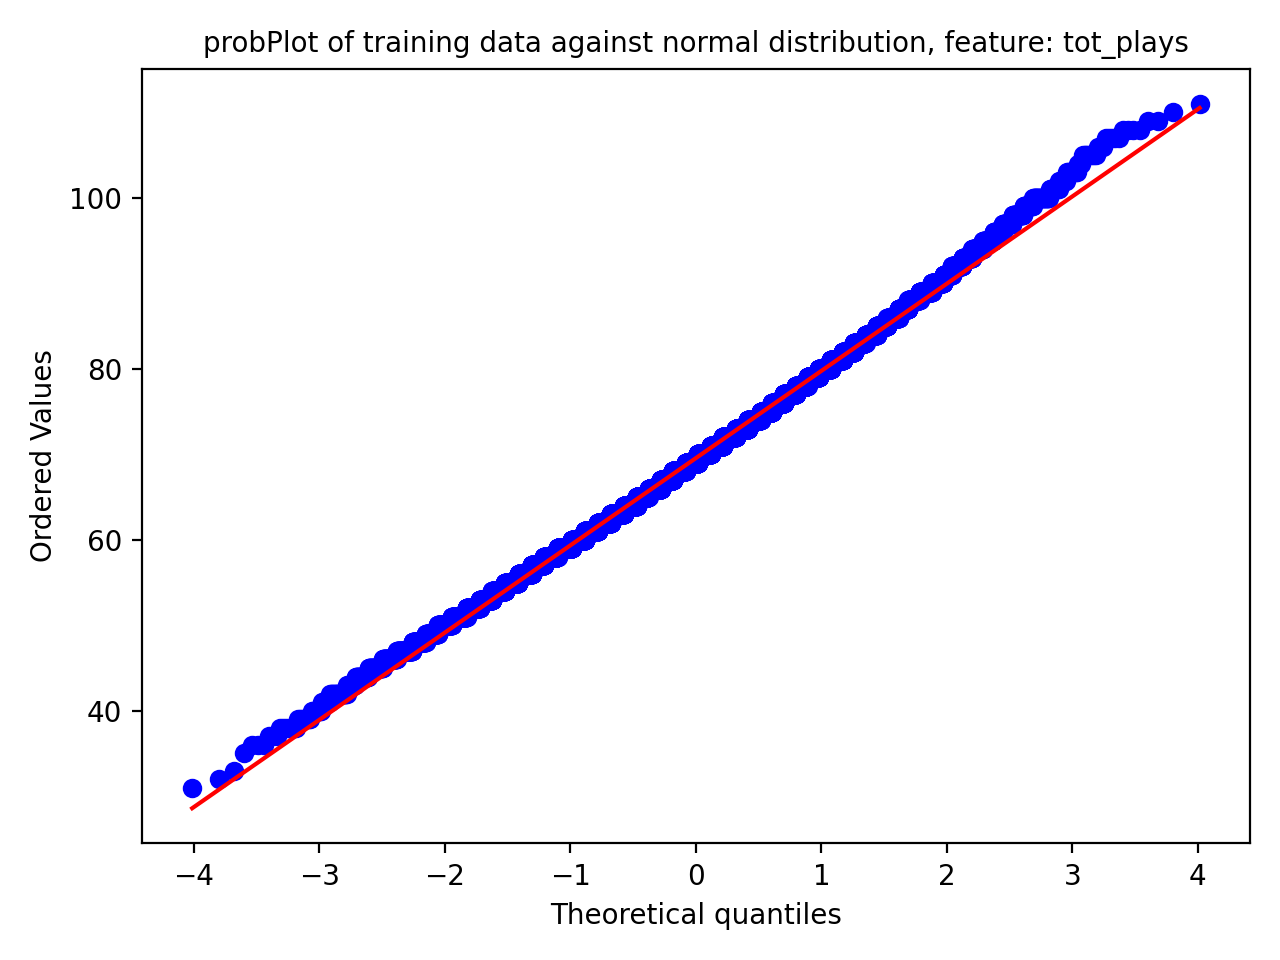 probPlot of training data against normal distribution, feature: tot_plays
100
80
60
40
Ordered Values
−4 −3 −2 −1 0 1 2 3 4
Theoretical quantiles